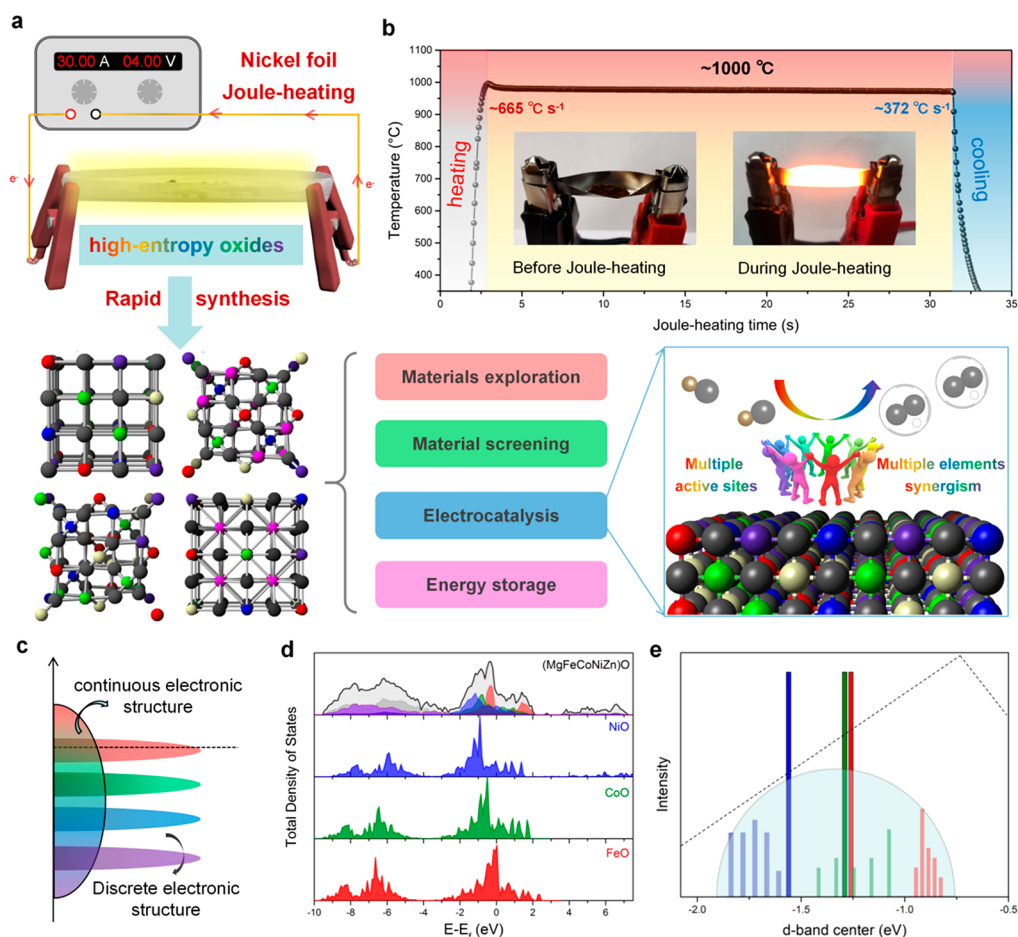 a
30.00 A 04.00 V
Nickel foil
Joule-heating
e-
e-
high-entropy oxides
Rapid synthesis
b
1100
1000
900
800
700
600
500
400
Temperature (°C)
~1000 ℃
~665 ℃ s-1
~372 ℃ s-1
heating
cooling
Before Joule-heating
During Joule-heating
0
5
10
15
20
25
30
35
Joule-heating time (s)
Materials exploration
Material screening
Electrocatalysis
Energy storage
Multiple
active sites
Multiple elements
synergism
c
continuous electronic
structure
Discrete electronic
structure
d
Total Density of States
(MgFeCoNiZn)O
NiO
CoO
FeO
-10
-8
-6
-4
-2
0
2
4
6
E-Ef (eV)
e
Intensity
-2.0
-1.5
-1.0
-0.5
d-band center (eV)